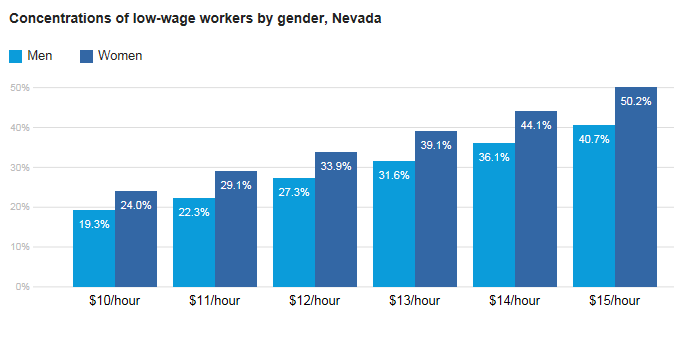 Concentrations of low-wage workers by gender, Nevada
Men Women
50%
40%
30%
20%
10%
0%
19.3% 24.0% 22.3% 29.1% 27.3% 33.9% 31.6% 39.1% 36.1% 44.1% 40.7% 50.2%
$10/hour $11/hour $12/hour $13/hour $14/hour $15/hour